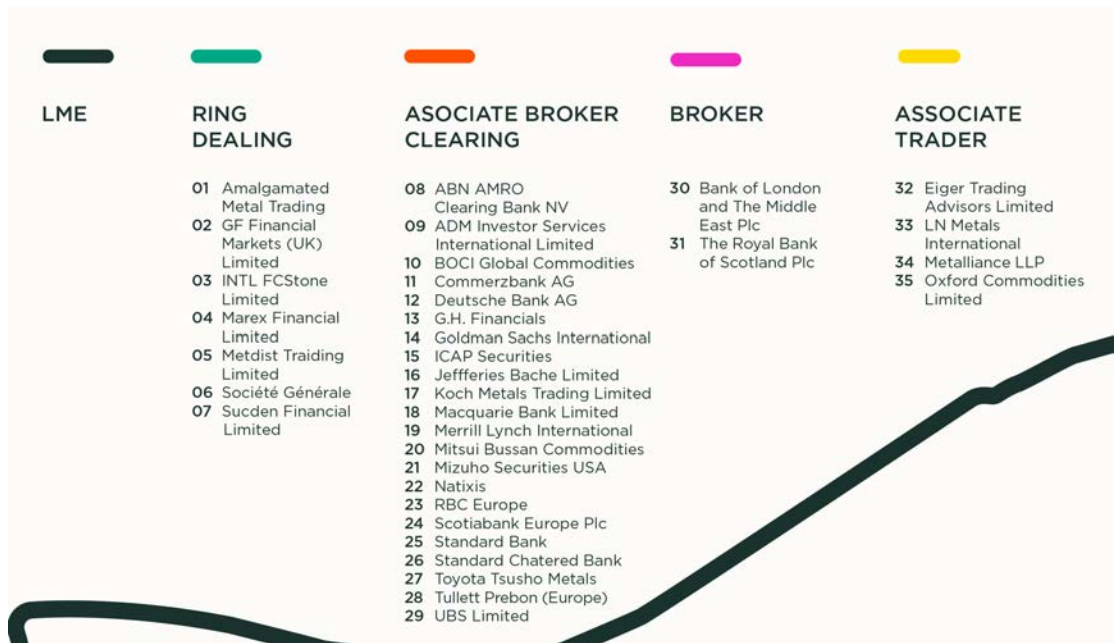 LME
RING
DEALING
01 Amalgamated
Metal Trading
02 GF Financial
Markets (UK)
Limited
03 INTL FCStone
Limited
04 Marex Financial
Limited
05 Metdist Traiding
Limited
06 Société Générale
07 Sucden Financial
Limited
ASOCIATE BROKER
CLEARING
08 ABN AMRO
Clearing Bank NV
09 ADM Investor Services
International Limited
10 BOCI Global Commodities
11 Commerzbank AG
12 Deutsche Bank AG
13 G.H. Financials
14 Goldman Sachs International
15 ICAP Securities
16 Jeffferies Bache Limited
17 Koch Metals Trading Limited
18 Macquarie Bank Limited
19 Merrill Lynch International
20 Mitsui Bussan Commodities
21 Mizuho Securities USA
22 Natixis
23 RBC Europe
24 Scotiabank Europe Plc
25 Standard Bank
26 Standard Chatered Bank
27 Toyota Tsusho Metals
28 Tullett Prebon (Europe)
29 UBS Limited
BROKER
30 Bank of London
and The Middle
East Plc
31 The Royal Bank
of Scotland Plc
ASSOCIATE
TRADER
32 Eiger Trading
Advisors Limited
33 LN Metals
International
34 Metalliance LLP
35 Oxford Commodities
Limited